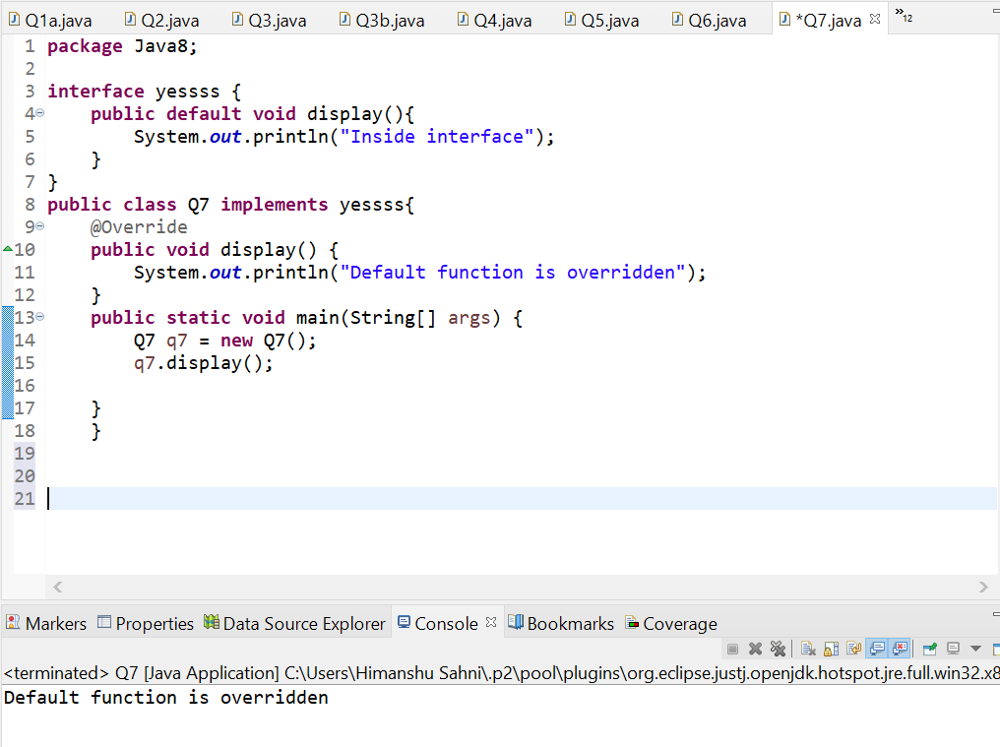 Q1a.java Q2.java Q3.java Q3b.java Q4.java Q5.java Q6.java *Q7.java »12
1 package Java8;
2
3 interface yessss {
4     public default void display(){
5         System.out.println("Inside interface");
6     }
7 }
8 public class Q7 implements yessss{
9     @Override
10     public void display() {
11         System.out.println("Default function is overridden");
12     }
13     public static void main(String[] args) {
14         Q7 q7 = new Q7();
15         q7.display();
16
17     }
18     }
19
20
21
Markers Properties Data Source Explorer Console Bookmarks Coverage
<terminated> Q7 [Java Application] C:\Users\Himanshu Sahni\.p2\pool\plugins\org.eclipse.justj.openjdk.hotspot.jre.full.win32.x8
Default function is overridden